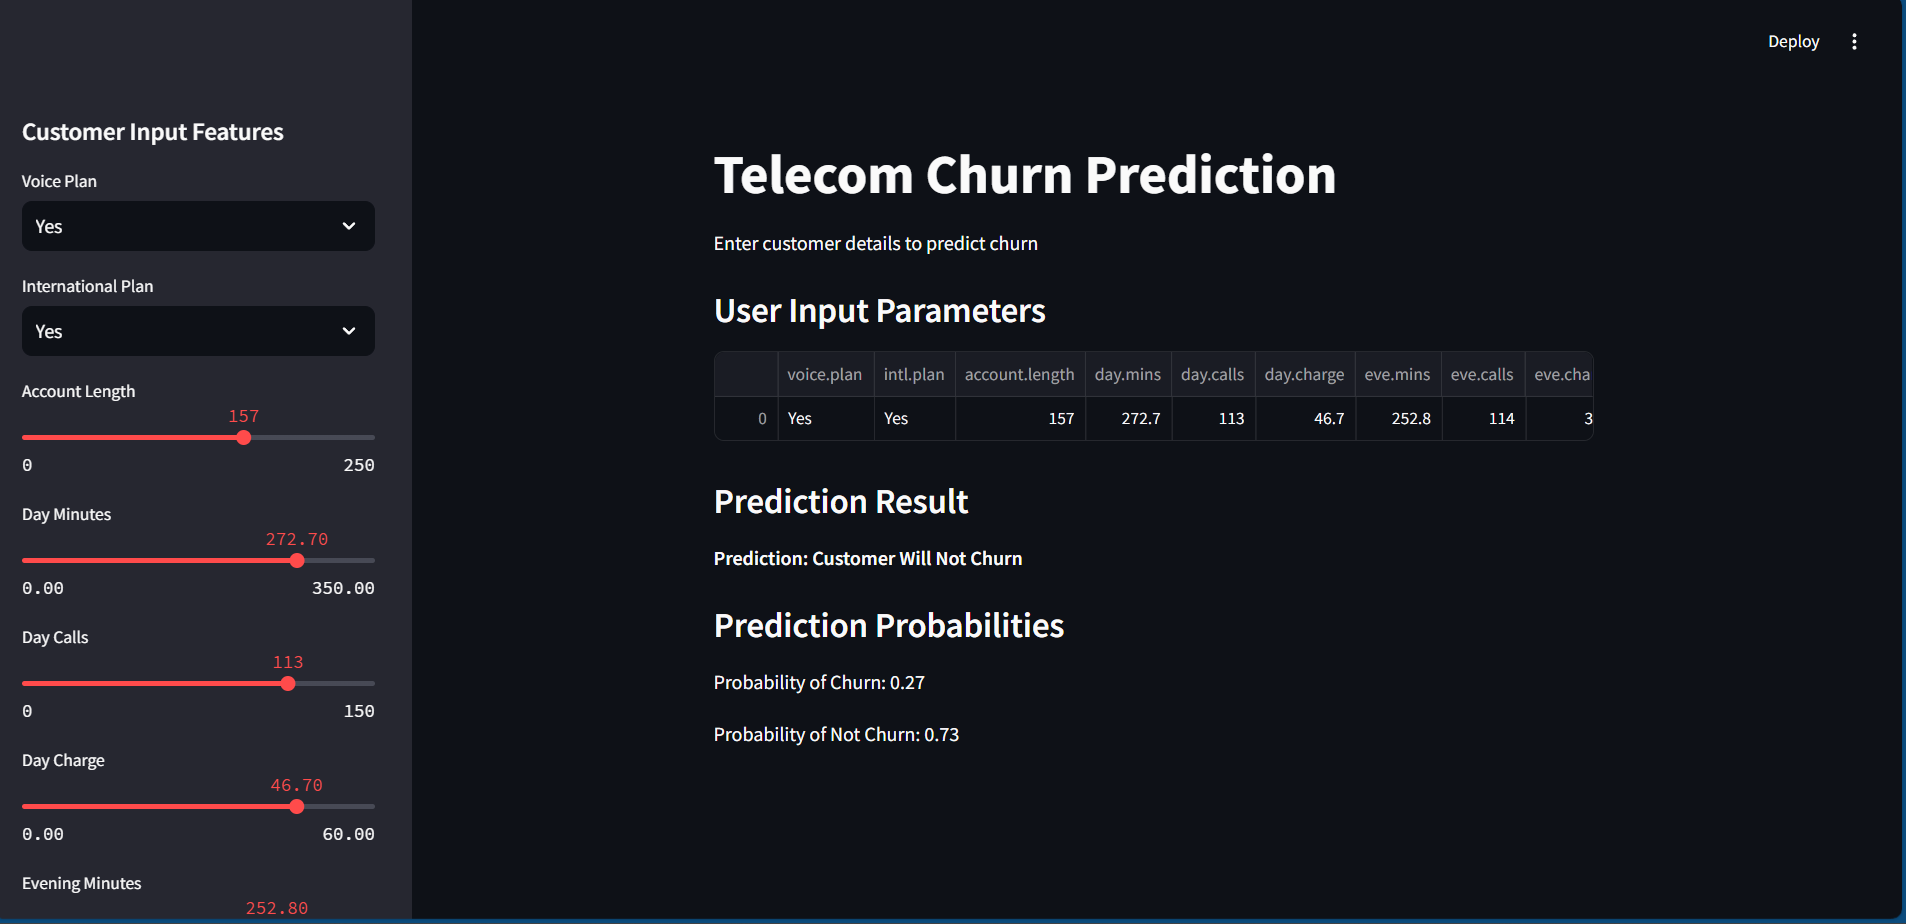 Deploy
Customer Input Features
Voice Plan
Yes
International Plan
Yes
Account Length
157
0 250
Day Minutes
272.70
0.00 350.00
Day Calls
113
0 150
Day Charge
46.70
0.00 60.00
Evening Minutes
252.80
Telecom Churn Prediction
Enter customer details to predict churn
User Input Parameters
voice.plan intl.plan account.length day.mins day.calls day.charge eve.mins eve.calls eve.cha
0 Yes Yes 157 272.7 113 46.7 252.8 114 3
Prediction Result
Prediction: Customer Will Not Churn
Prediction Probabilities
Probability of Churn: 0.27
Probability of Not Churn: 0.73